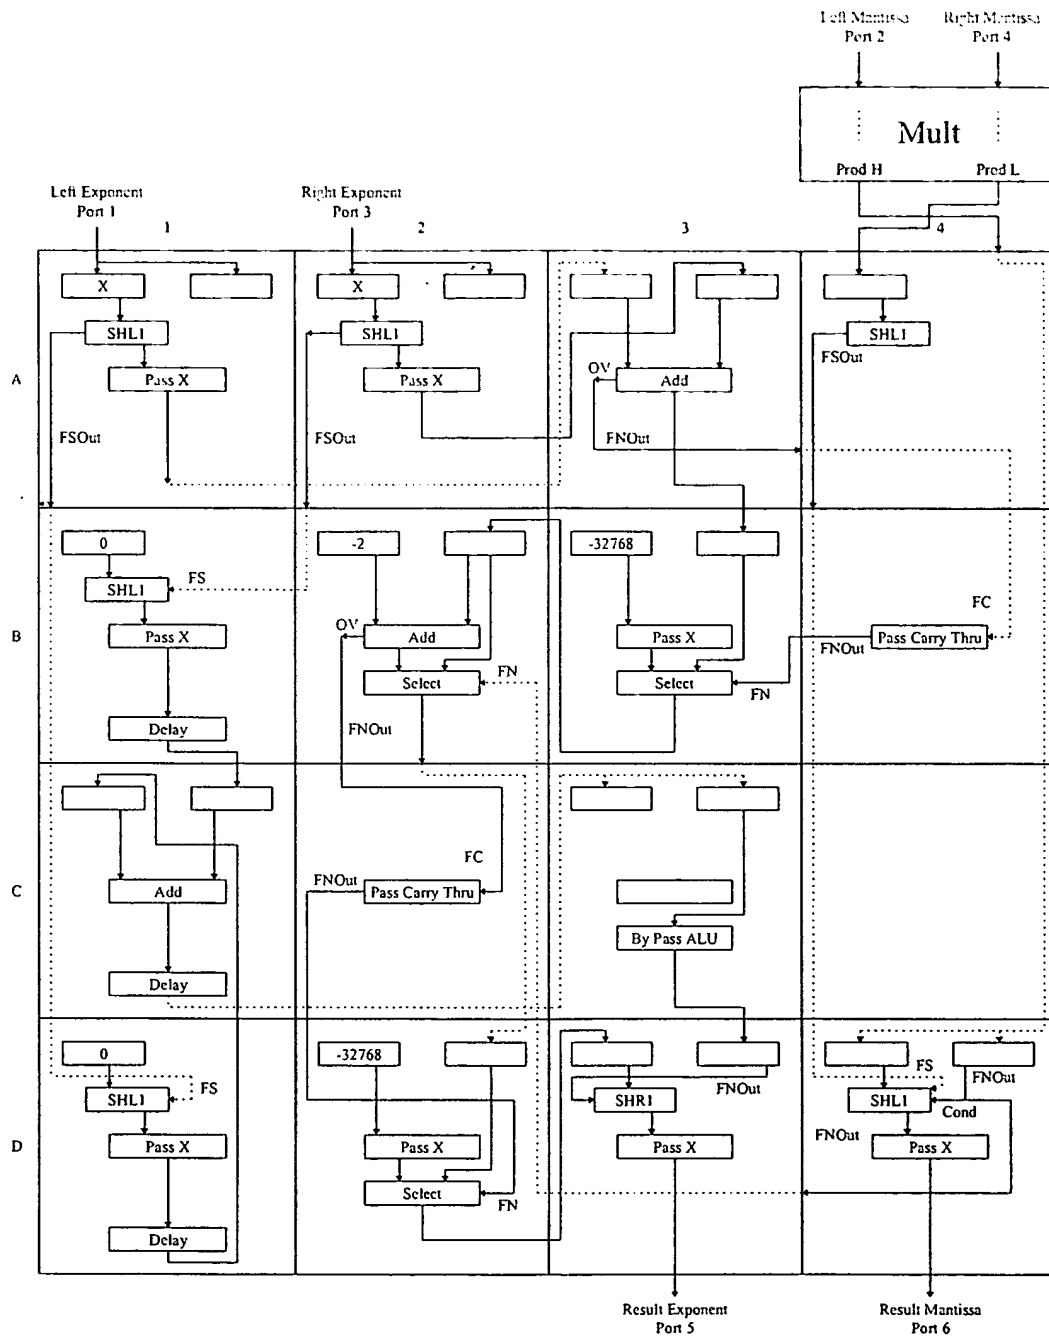 Left Mantissa
Port 2
Right Mantissa
Port 4
Mult
Prod H
Prod L
Left Exponent
Port 1
Right Exponent
Port 3
1
2
3
4
A
X
SHL1
Pass X
FSOut
X
SHL1
Pass X
FSOut
OV
Add
FNOut
SHL1
FSOut
B
0
SHL1
FS
Pass X
Delay
-2
OV
Add
Select
FN
FNOut
-32768
Pass X
Select
FN
FC
Pass Carry Thru
FNOut
C
Add
Delay
FC
FNOut
Pass Carry Thru
By Pass ALU
D
0
FS
SHL1
Pass X
Delay
-32768
Pass X
Select
FN
FNOut
SHR1
Pass X
FS
FNOut
SHL1
Cond
FNOut
Pass X
Result Exponent
Port 5
Result Mantissa
Port 6